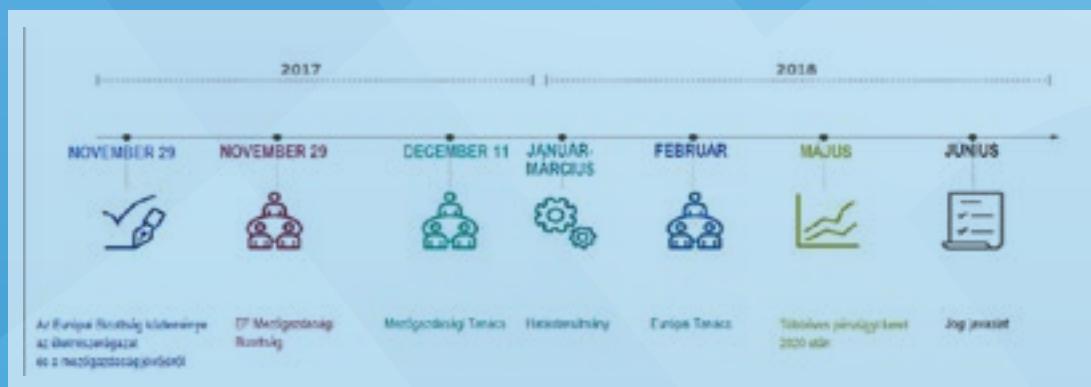 2017
2018
NOVEMBER 29
NOVEMBER 29
DECEMBER 11
JANUÁR-
MÁRCIUS
FEBRUÁR
MÁJUS
JÚNIUS
Az Európai Bizottság közleménye
az élelmiszerágazat
és a mezőgazdaság jövőjéről
EP Mezőgazdasági
Bizottság
Mezőgazdasági Tanács
Hatástanulmány
Európai Tanács
Többéves pénzügyi keret
2020 után
Jogi javaslat